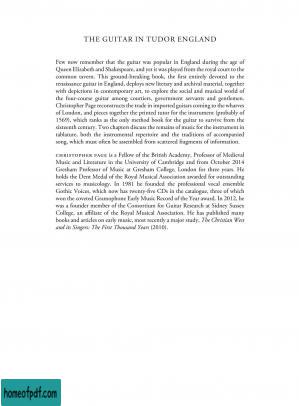 THE GUITAR IN TUDOR ENGLAND
Few now remember that the guitar was popular in England during the age of
Queen Elizabeth and Shakespeare, and yet it was played from the royal court to the
common tavern. This ground-breaking book, the first entirely devoted to the
renaissance guitar in England, deploys new literary and archival material, together
with depictions in contemporary art, to explore the social and musical world of
the four-course guitar among courtiers, government servants and gentlemen.
Christopher Page reconstructs the trade in imported guitars coming to the wharves
of London, and pieces together the printed tutor for the instrument (probably of
1569), which ranks as the only method book for the guitar to survive from the
sixteenth century. Two chapters discuss the remains of music for the instrument in
tablature, both the instrumental repertoire and the traditions of accompanied
song, which must often be assembled from scattered fragments of information.
CHRISTOPHER PAGE is a Fellow of the British Academy, Professor of Medieval
Music and Literature in the University of Cambridge and from October 2014
Gresham Professor of Music at Gresham College, London for three years. He
holds the Dent Medal of the Royal Musical Association awarded for outstanding
services to musicology. In 1981 he founded the professional vocal ensemble
Gothic Voices, which now has twenty-five CDs in the catalogue, three of which
won the coveted Gramophone Early Music Record of the Year award. In 2012, he
was a founder member of the Consortium for Guitar Research at Sidney Sussex
College, an affiliate of the Royal Musical Association. He has published many
books and articles on early music, most recently a major study, The Christian West
and its Singers: The First Thousand Years (2010).
homeofpdf.com